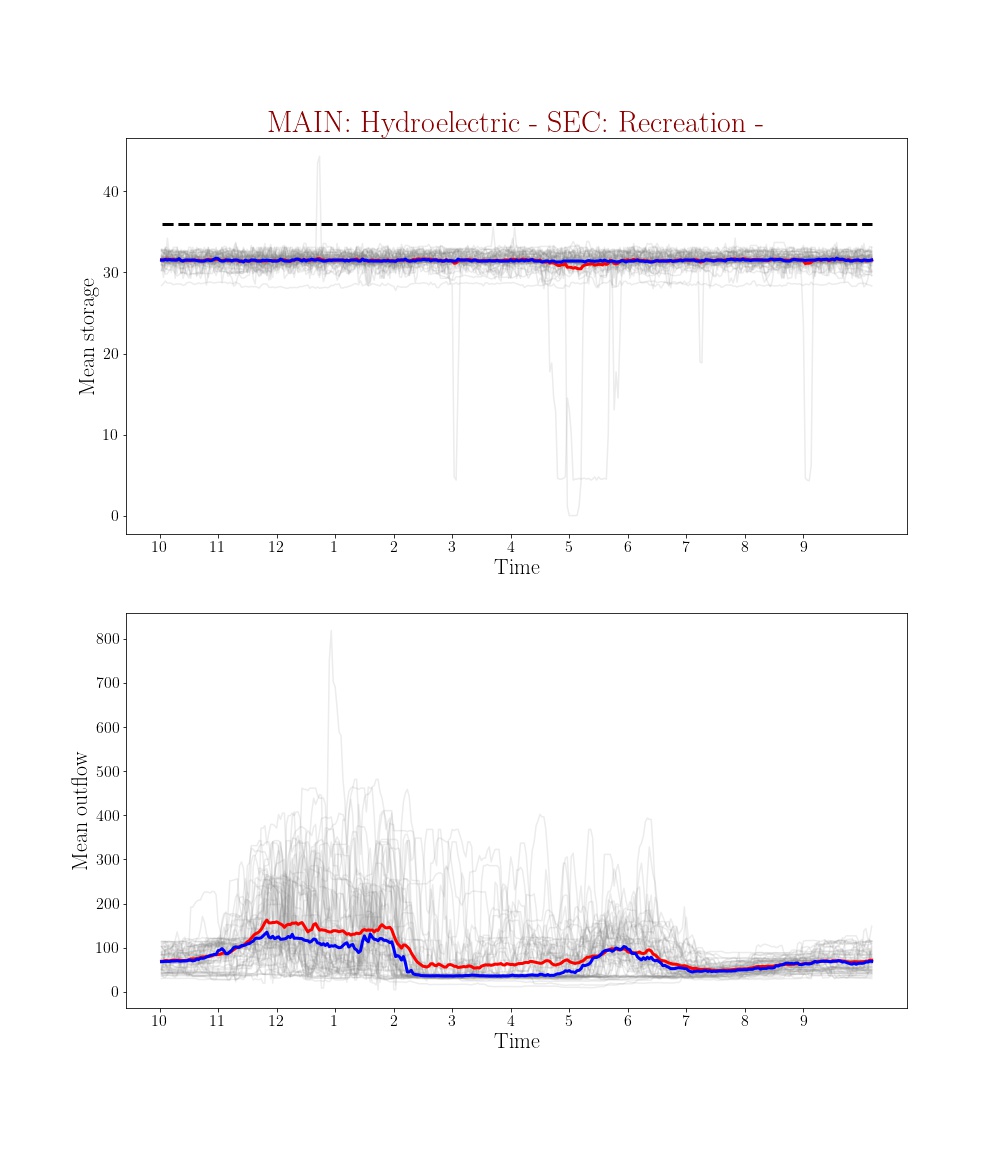 MAIN: Hydroelectric - SEC: Recreation -
40
30
20
10
0
Mean storage
10 11 12 1 2 3 4 5 6 7 8 9
Time
800
700
600
500
400
300
200
100
0
Mean outflow
10 11 12 1 2 3 4 5 6 7 8 9
Time